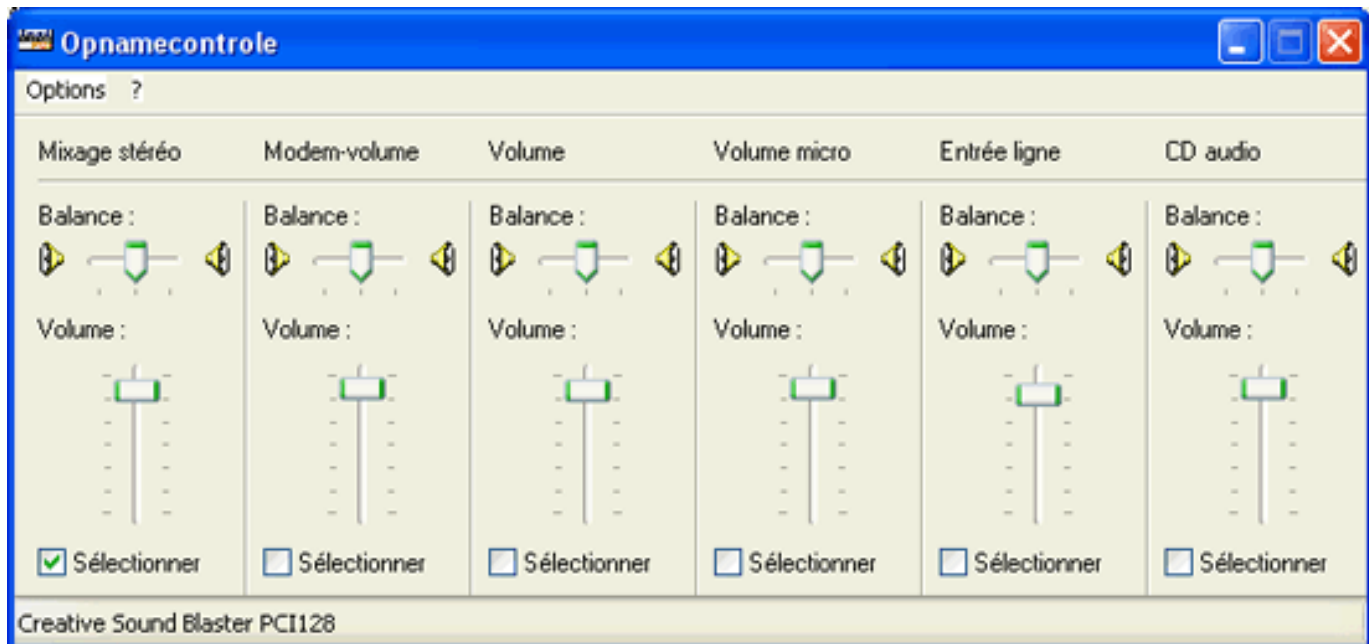 Opnamecontrole
Options ?
Mixage stéréo Modem-volume Volume Volume micro Entrée ligne CD audio
Balance : Balance : Balance : Balance : Balance : Balance :
Volume : Volume : Volume : Volume : Volume : Volume :
Sélectionner Sélectionner Sélectionner Sélectionner Sélectionner Sélectionner
Creative Sound Blaster PCI128